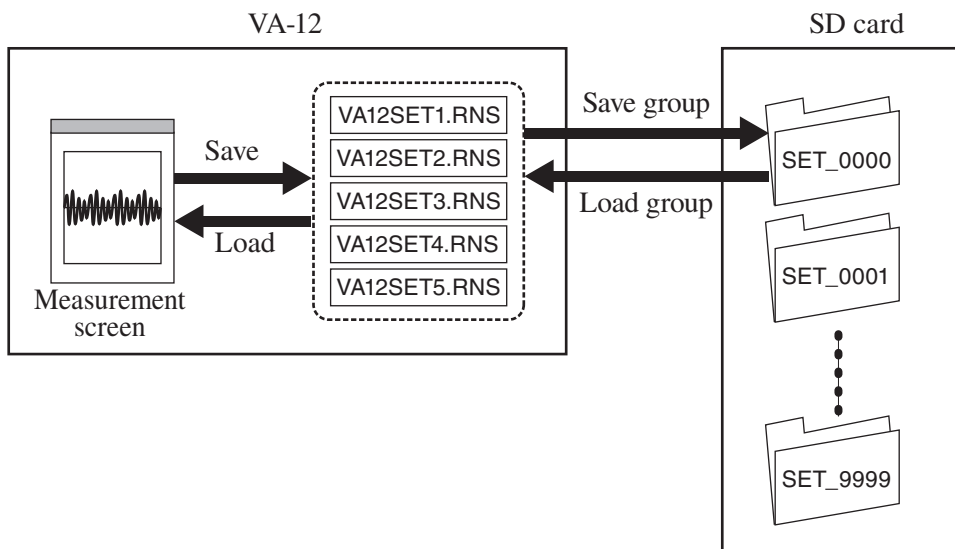 VA-12
SD card
VA12SET1.RNS
VA12SET2.RNS
VA12SET3.RNS
VA12SET4.RNS
VA12SET5.RNS
Save
Load
Measurement
screen
Save group
Load group
SET_0000
SET_0001
SET_9999